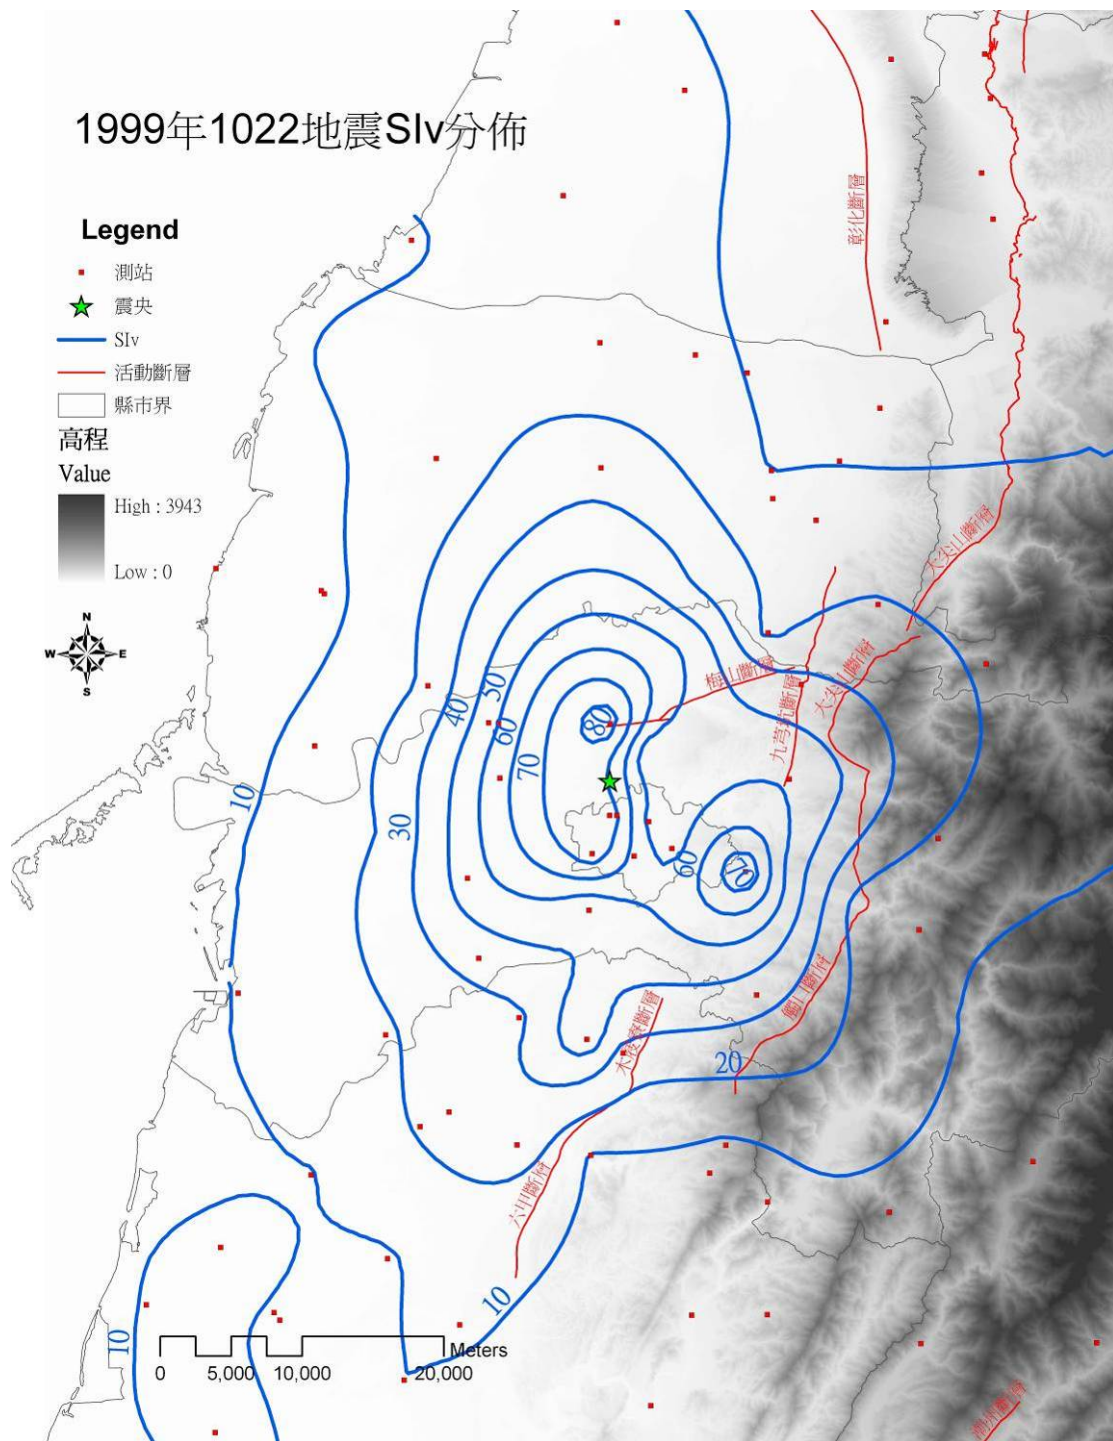 1999年1022地震SIv分佈
Legend
測站
震央
SIv
活動斷層
縣市界
高程
Value
High : 3943
Low : 0
N
W
E
S
彰化斷層
大尖山斷層
大尖山斷層
梅山斷層
九芎坑斷層
觸口斷層
木屐寮斷層
六甲斷層
潮州斷層
80
50
40
60
70
30
10
60
70
20
10
10
Meters
0
5,000
10,000
20,000